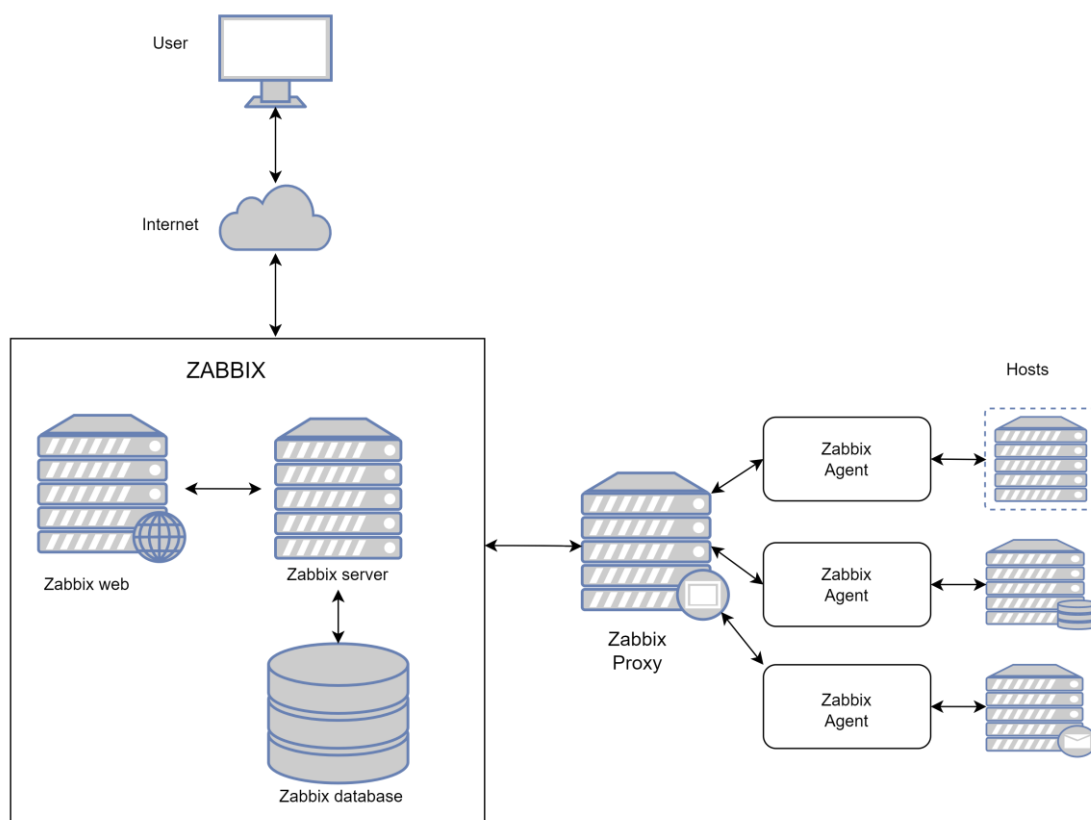 User
Internet
ZABBIX
Zabbix web
Zabbix server
Zabbix database
Zabbix
Proxy
Zabbix
Agent
Zabbix
Agent
Zabbix
Agent
Hosts